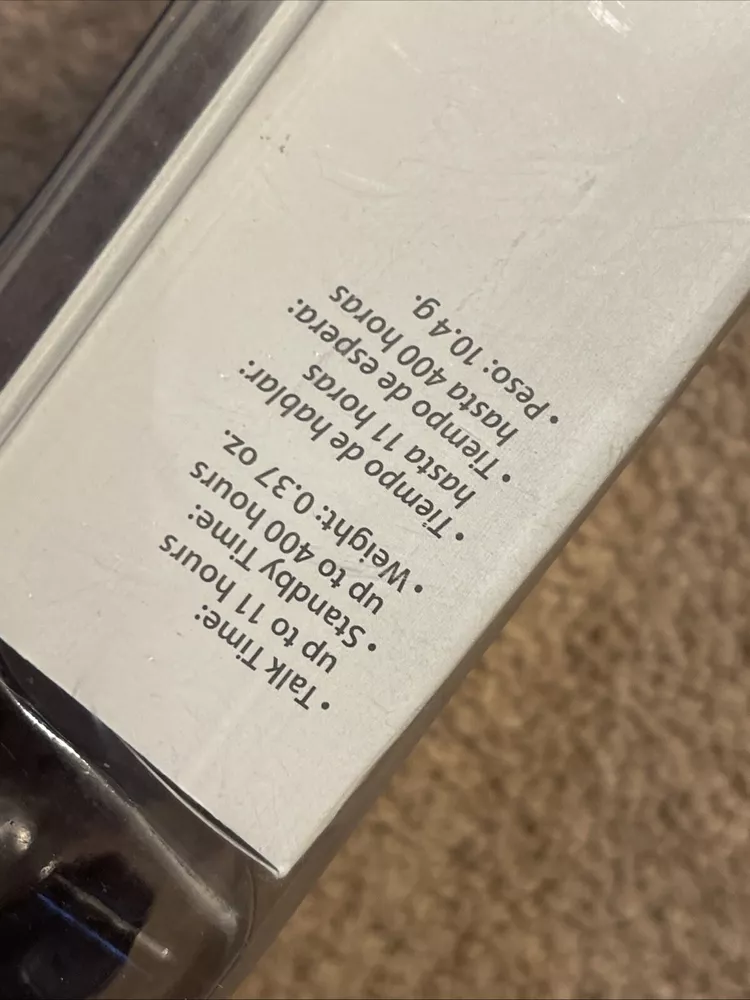 • Talk Time:
up to 11 hours
• Standby Time:
up to 400 hours
• Weight: 0.37 oz.
• Tiempo de hablar:
hasta 11 horas
• Tiempo de espera:
hasta 400 horas
• Peso: 10.4 g.